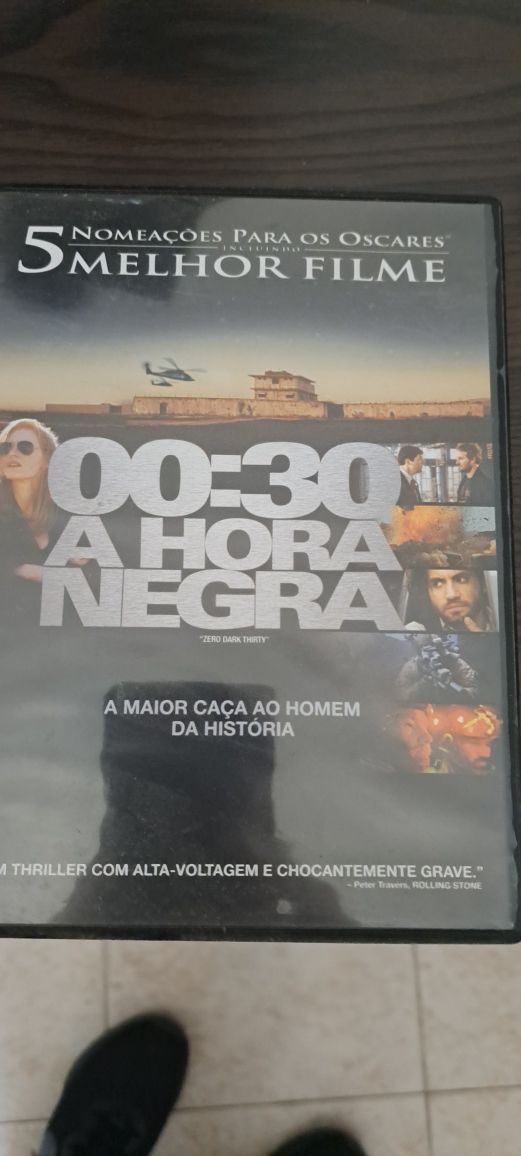 5 NOMEAÇÕES PARA OS OSCARES
INCLUINDO
MELHOR FILME
00:30
A HORA
NEGRA
"ZERO DARK THIRTY"
A MAIOR CAÇA AO HOMEM
DA HISTÓRIA
THRILLER COM ALTA-VOLTAGEM E CHOCANTEMENTE GRAVE."
– Peter Travers, ROLLING STONE